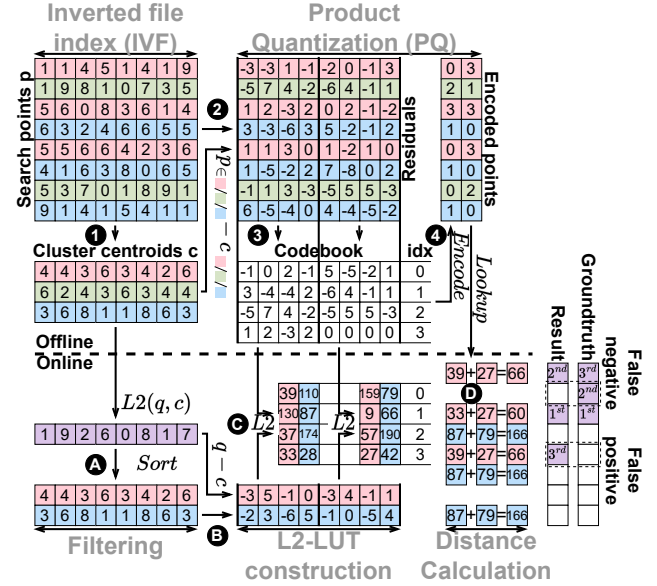 Inverted file
index (IVF)
Product
Quantization (PQ)
Search points p
1 1 4 5 1 4 1 9
1 9 8 1 0 7 3 5
5 6 0 8 3 6 1 4
6 3 2 4 6 6 5 5
5 5 6 6 4 2 3 6
4 1 6 3 8 0 6 5
5 3 7 0 1 8 9 1
9 1 4 1 5 4 1 1
2
p ∈ / / − c / /
-3 -3 1 -1 -2 0 -1 3
-5 7 4 -2 -6 4 -1 1
1 2 -3 2 0 2 -1 -2
3 -3 -6 3 5 -2 -1 2
1 1 3 0 1 -2 1 0
1 -5 -2 2 7 -8 0 2
-1 1 3 -3 -5 5 5 -3
6 -5 -4 0 4 -4 -5 -2
Residuals
0 3
2 1
3 3
1 0
0 3
1 0
0 2
1 0
Encoded points
1
Cluster centroids c
4 4 3 6 3 4 2 6
6 2 4 3 6 3 4 4
3 6 8 1 1 8 6 3
3
Codebook idx
-1 0 2 -1 5 -5 -2 1 0
3 -4 -4 2 -6 4 -1 1 1
-5 7 4 -2 5 -5 5 -2 2
1 2 -3 2 0 0 0 0 3
4
Encode
Lookup
Offline
Online
L2(q, c)
1 9 2 6 0 8 1 7
A
Sort
q − c
4 4 3 6 3 4 2 6
3 6 8 1 1 8 6 3
Filtering
B
C
L2
L2
39 110 159 79 0
130 87 9 66 1
37 174 57 190 2
33 28 27 42 3
-3 5 -1 0 -3 4 -1 1
-2 3 -6 5 -1 0 -5 4
L2-LUT
construction
39+27=66
D
33+27=60
87+79=166
39+27=66
87+79=166
87+79=166
Distance
Calculation
Result
Groundtruth
2nd 3rd
2nd
1st 1st
3rd
False
negative
False
positive